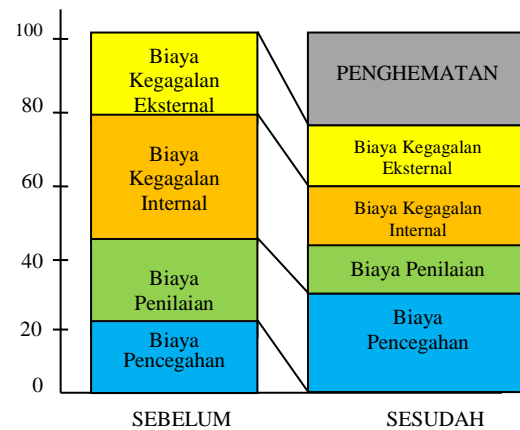 100
80
60
40
20
0
Biaya
Kegagalan
Eksternal
Biaya
Kegagalan
Internal
Biaya
Penilaian
Biaya
Pencegahan
SEBELUM
PENGHEMATAN
Biaya Kegagalan
Eksternal
Biaya Kegagalan
Internal
Biaya Penilaian
Biaya
Pencegahan
SESUDAH